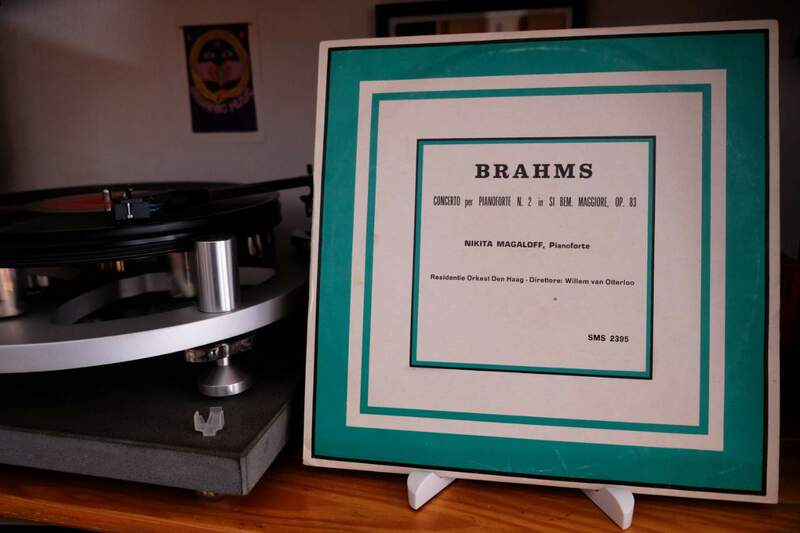 BRAHMS
CONCERTO per PIANOFORTE N. 2 in SI BEM. MAGGIORE, OP. 83
NIKITA MAGALOFF, Pianoforte
Residentie Orkest Den Haag - Direttore: Willem van Otterloo
SMS 2395